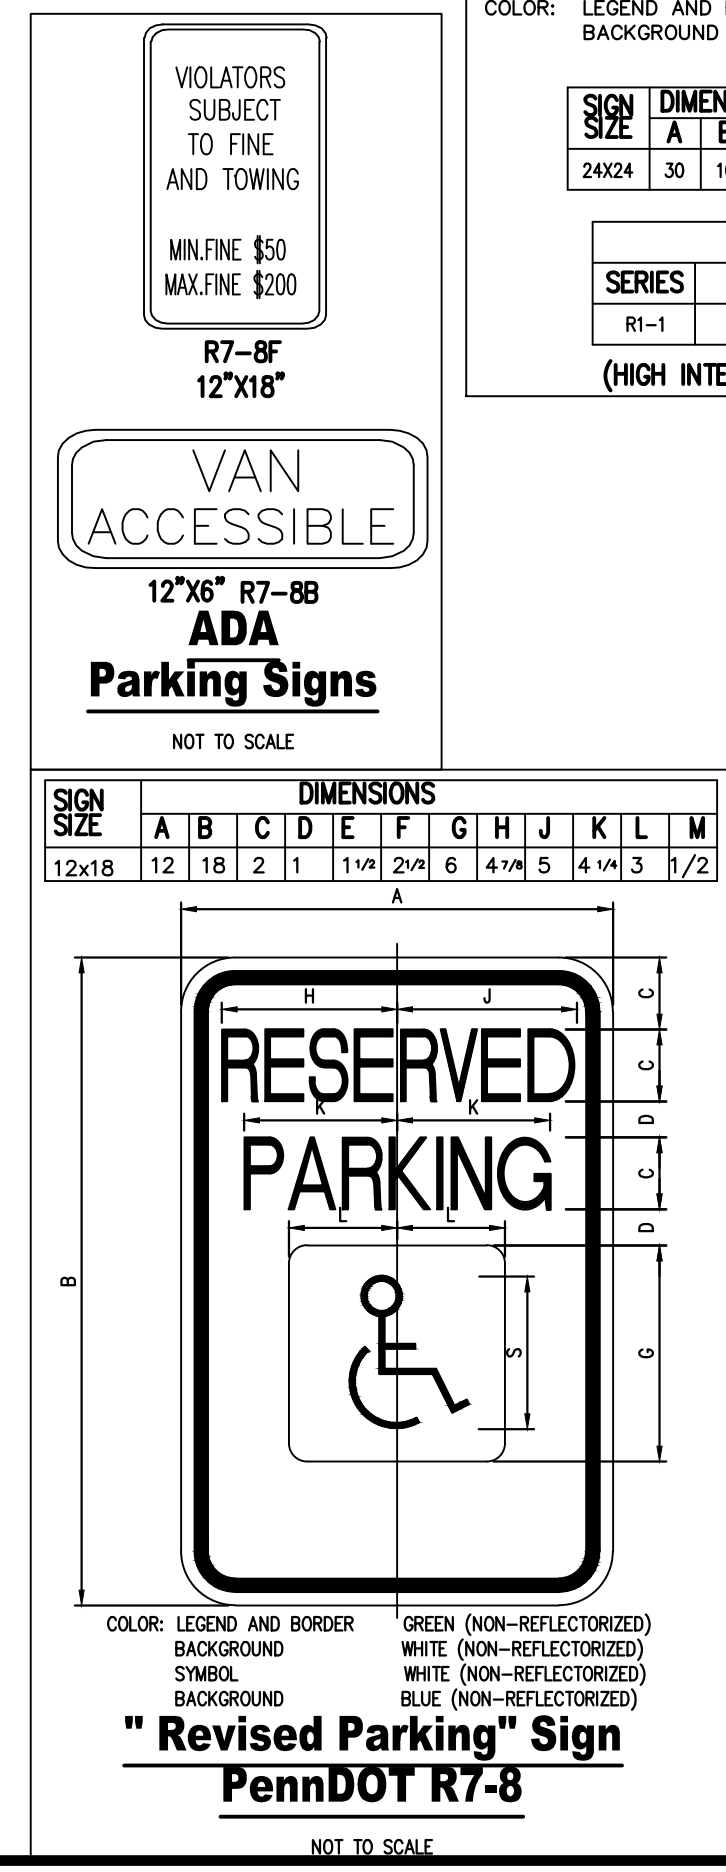 VIOLATORS
SUBJECT
TO FINE
AND TOWING
MIN.FINE $50
MAX.FINE $200
R7-8F
12"X18"
VAN
ACCESSIBLE
12"X6" R7-8B
ADA
Parking Signs
NOT TO SCALE
COLOR: LEGEND AND
BACKGROUND
SIGN SIZE
A
24X24 30
SERIES
R1-1
(HIGH
SIGN SIZE DIMENSIONS
A B C D E F G H J K L M
12x18 12 18 2 1 1 1/2 2 1/2 6 4 7/8 5 4 1/4 3 1/2
A
H J C
RESERVED C
K K D
PARKING C
L L D
B S G
COLOR: LEGEND AND BORDER GREEN (NON-REFLECTORIZED)
BACKGROUND WHITE (NON-REFLECTORIZED)
SYMBOL WHITE (NON-REFLECTORIZED)
BACKGROUND BLUE (NON-REFLECTORIZED)
" Revised Parking" Sign
PennDOT R7-8
NOT TO SCALE